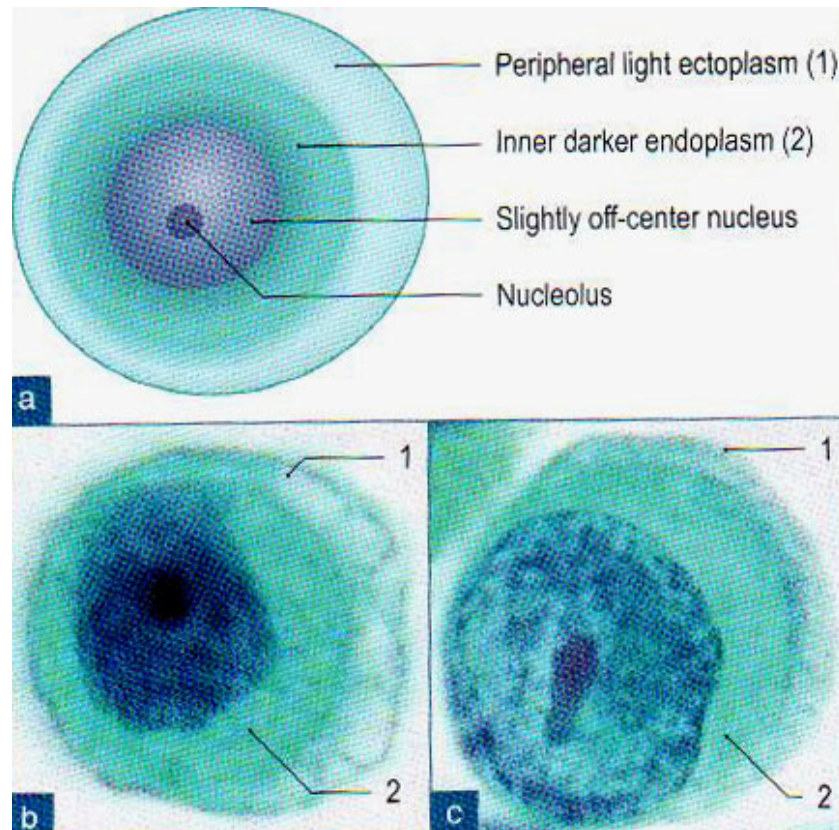 Peripheral light ectoplasm (1)
Inner darker endoplasm (2)
Slightly off-center nucleus
Nucleolus
a
1
2
b
1
2
c